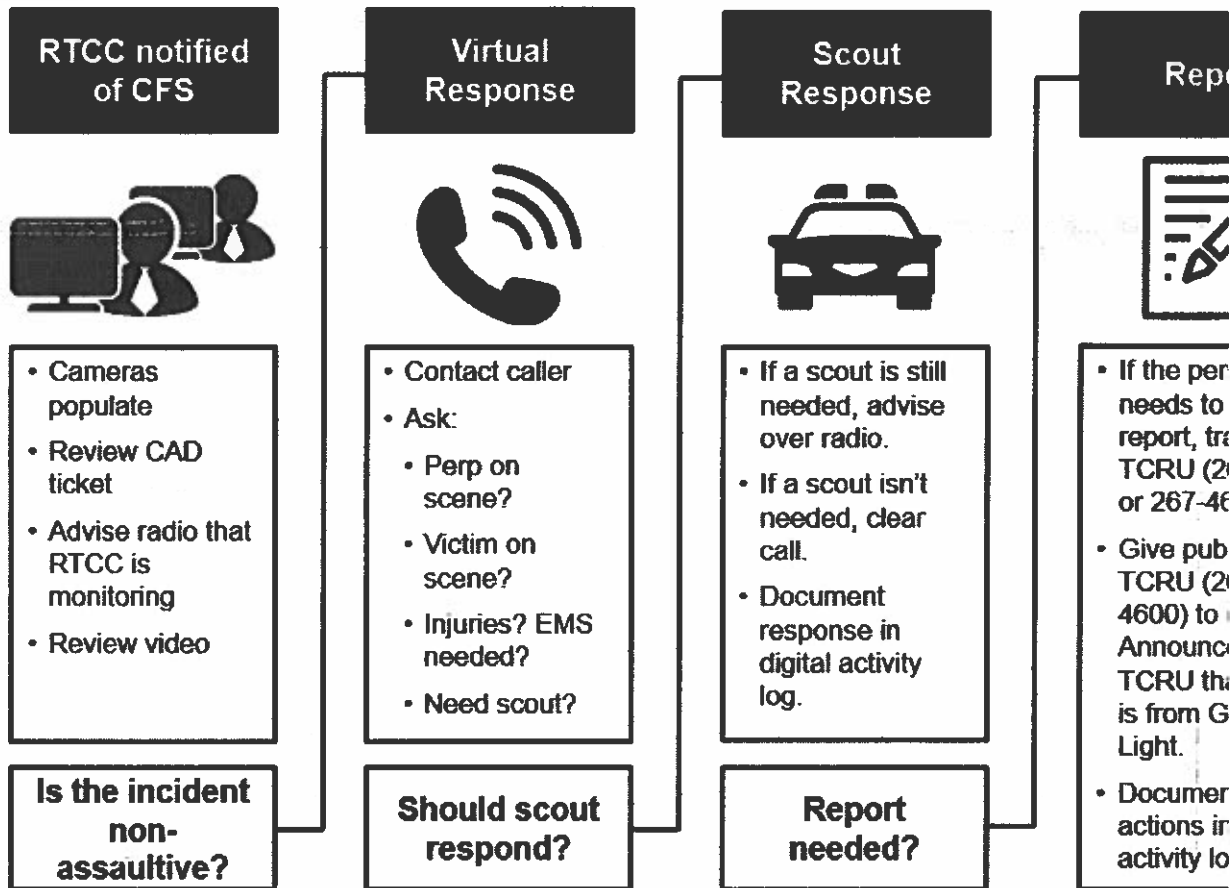 RTCC notified
of CFS
• Cameras
populate
• Review CAD
ticket
• Advise radio that
RTCC is
monitoring
• Review video
Is the incident
non-
assaultive?
Virtual
Response
• Contact caller
• Ask:
• Perp on
scene?
• Victim on
scene?
• Injuries? EMS
needed?
• Need scout?
Should scout
respond?
Scout
Response
• If a scout is still
needed, advise
over radio.
• If a scout isn't
needed, clear
call.
• Document
response in
digital activity
log.
Report
needed?
Repo
• If the per
needs to
report, tra
TCRU (26
or 267-46
• Give pub
TCRU (26
4600) to
Announce
TCRU tha
is from G
Light.
• Documen
actions in
activity lo